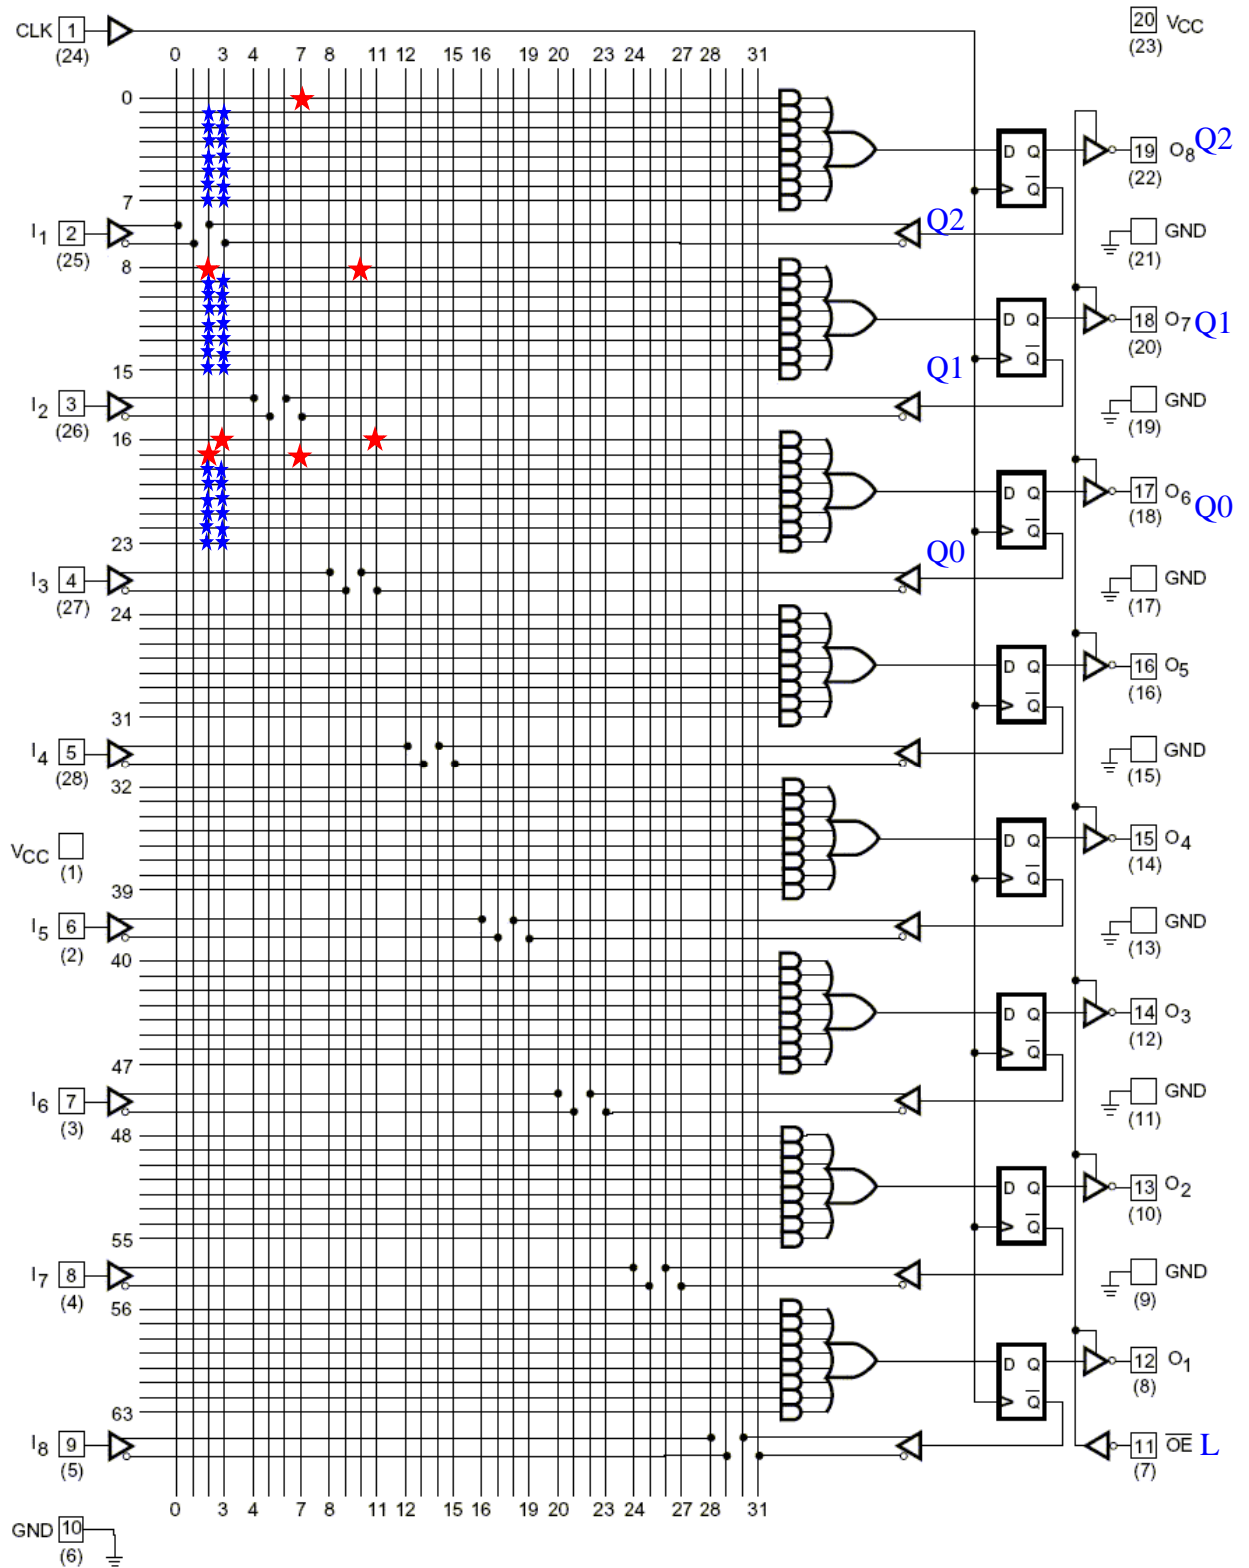 CLK 1 20 VCC
(24) (23)
0 3 4 7 8 11 12 15 16 19 20 23 24 27 28 31
0
D Q 19 O8 Q2
Q (22)
7
I1 2 Q2 GND
(25) (21)
8
D Q 18 O7 Q1
Q (20)
15 Q1
I2 3 GND
(26) (19)
16
D Q 17 O6 Q0
Q (18)
23 Q0
I3 4 GND
(27) (17)
24
D Q 16 O5
Q (16)
31
I4 5 GND
(28) (15)
32
D Q 15 O4
VCC Q (14)
(1)
39
I5 6 GND
(2) (13)
40
D Q 14 O3
Q (12)
47
I6 7 GND
(3) (11)
48
D Q 13 O2
Q (10)
55
I7 8 GND
(4) (9)
56
D Q 12 O1
Q (8)
63
I8 9 11 OE L
(5) (7)
0 3 4 7 8 11 12 15 16 19 20 23 24 27 28 31
GND 10
(6)